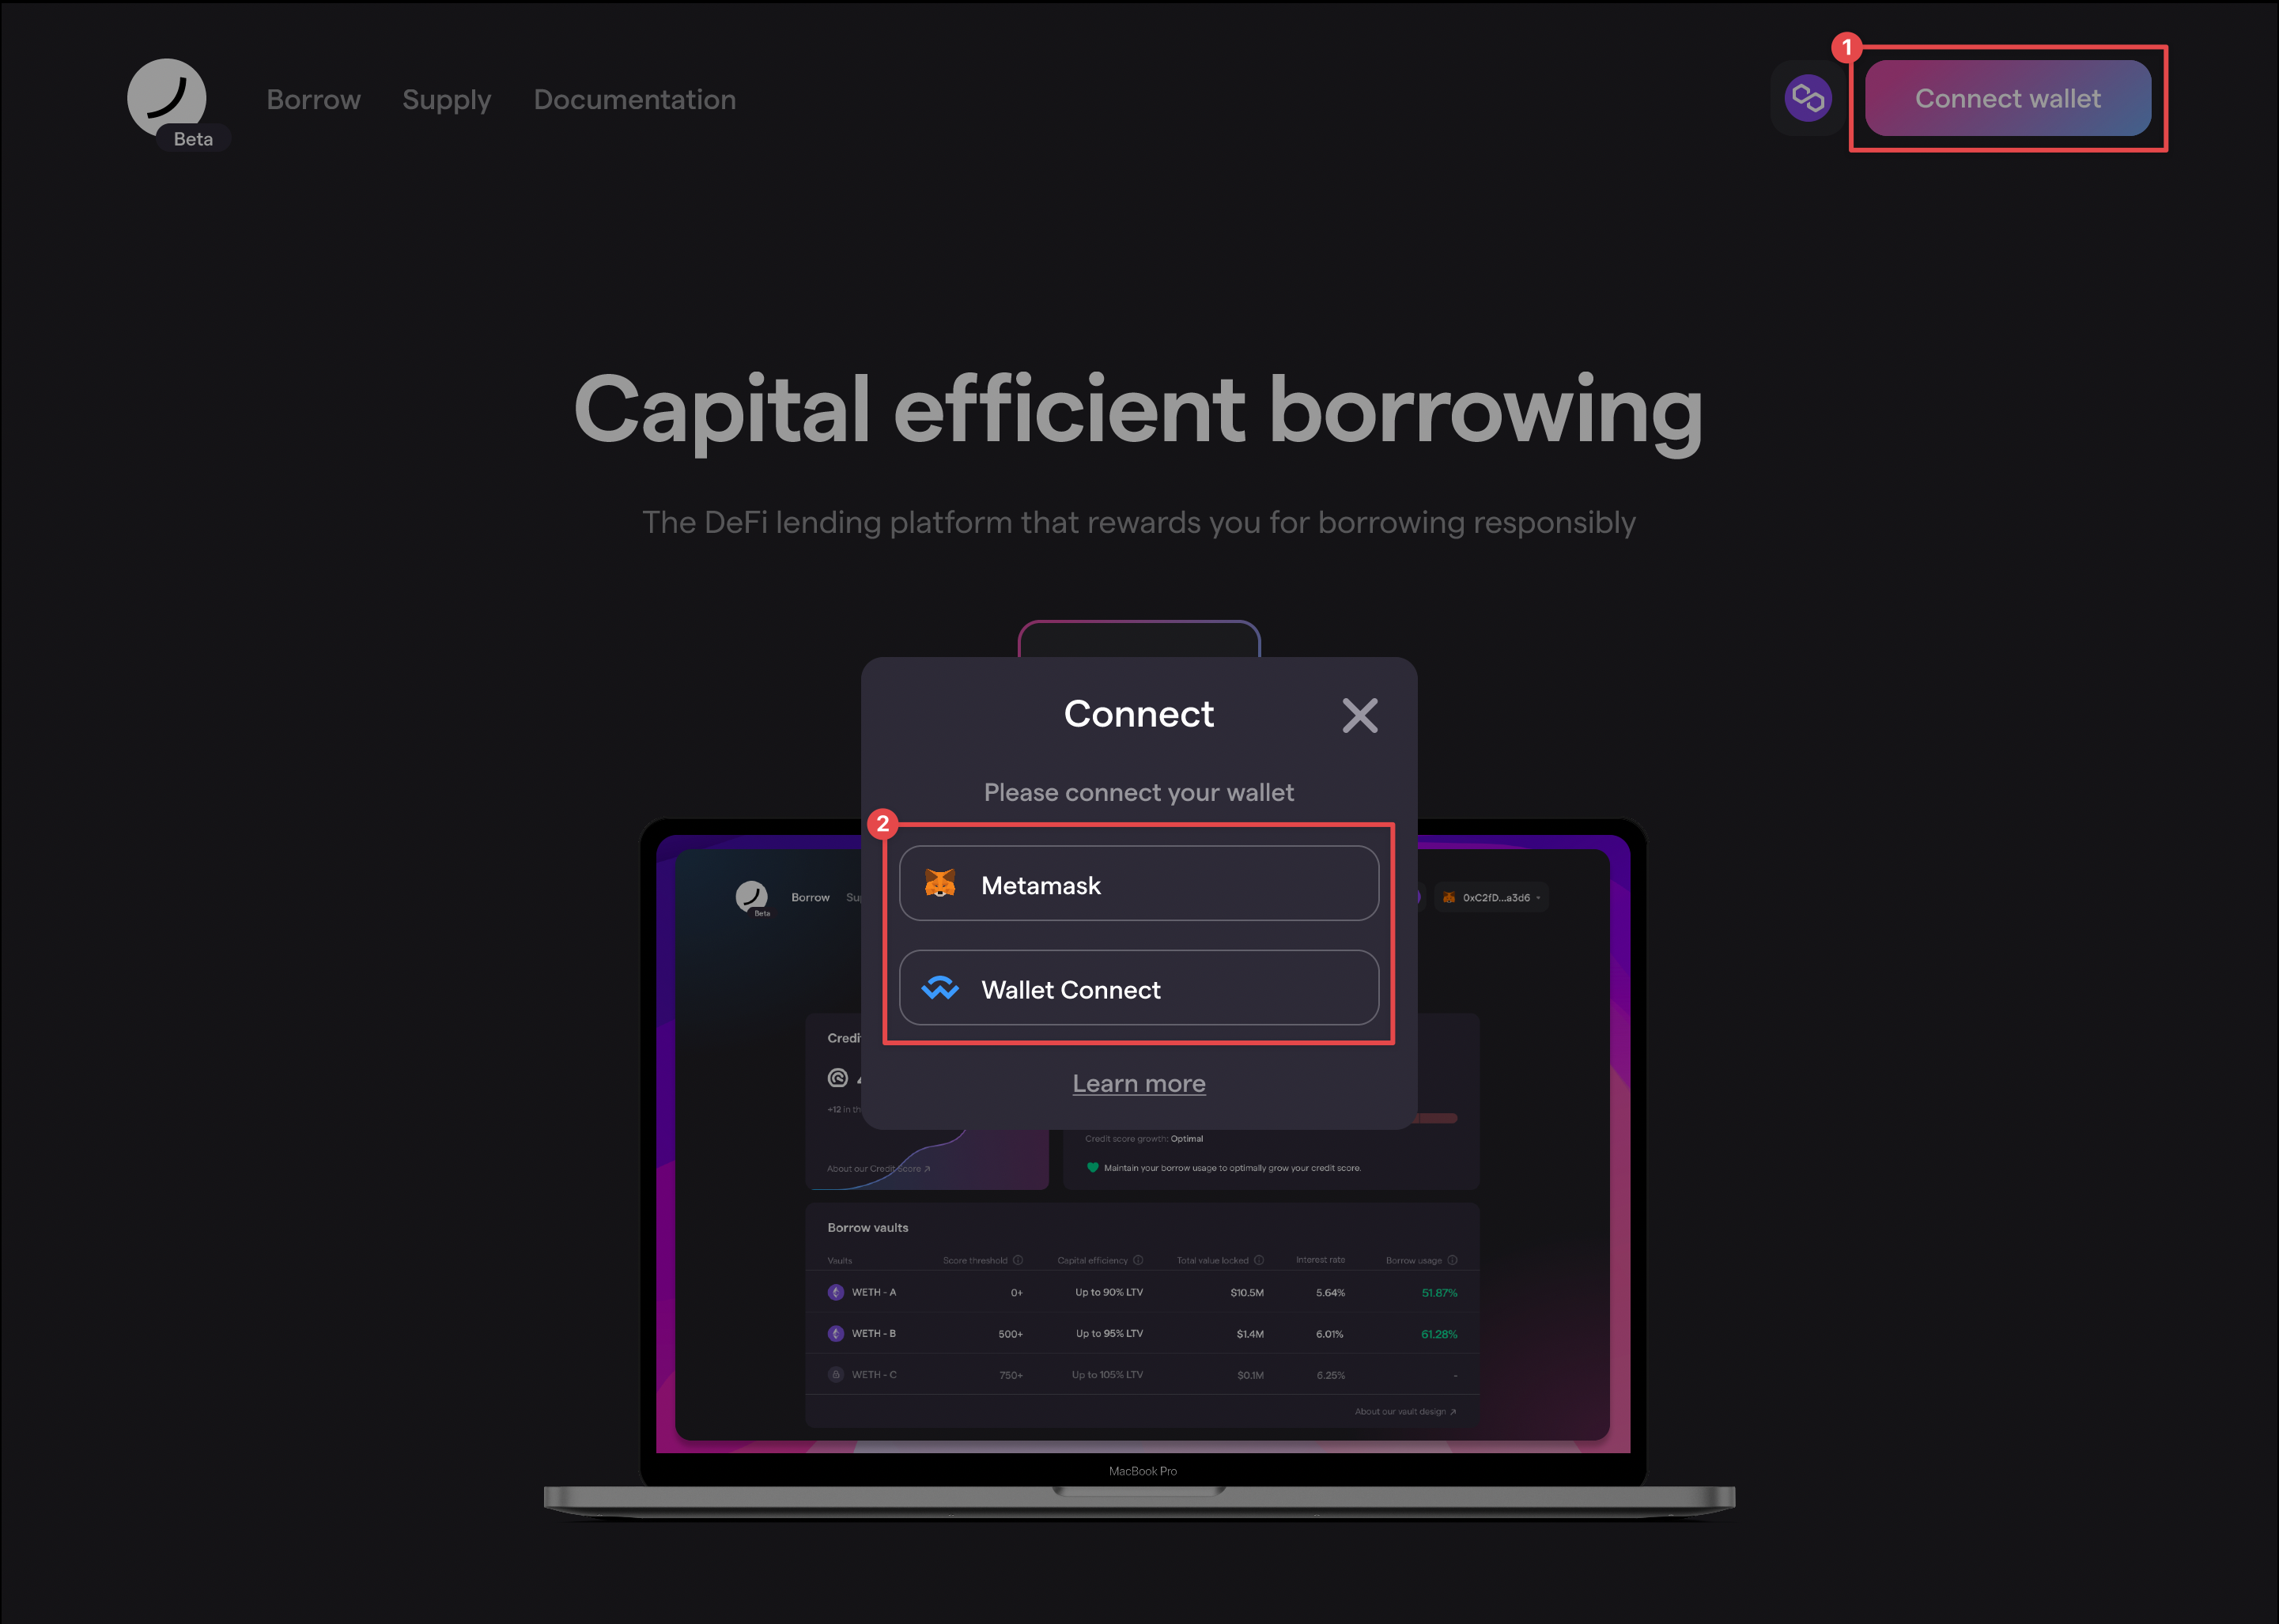 Borrow Supply Documentation
Beta
1
Connect wallet
Capital efficient borrowing
The DeFi lending platform that rewards you for borrowing responsibly
Connect
Please connect your wallet
2
Metamask
Wallet Connect
Learn more
Borrow
Beta
0xC2fD...a3d6
+12 in
About our Credit score ↗
Credit score growth: Optimal
Maintain your borrow usage to optimally grow your credit score.
Borrow vaults
Vaults Score threshold Capital efficiency Total value locked Interest rate Borrow usage
WETH - A 0+ Up to 90% LTV $10.5M 5.64% 51.87%
WETH - B 500+ Up to 95% LTV $1.4M 6.01% 61.28%
WETH - C 750+ Up to 105% LTV $0.1M 6.25% -
About our vault design ↗
MacBook Pro